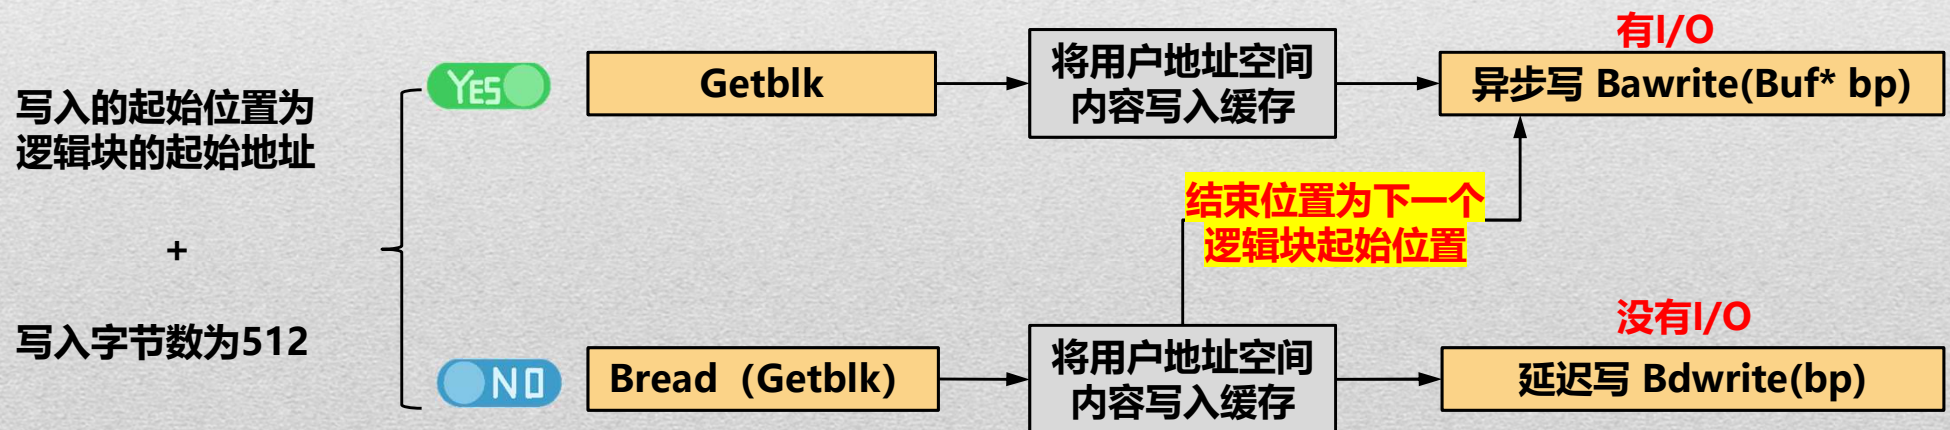 写入的起始位置为
逻辑块的起始地址
+
写入字节数为512
YES
Getblk
将用户地址空间
内容写入缓存
有I/O
异步写 Bawrite(Buf* bp)
结束位置为下一个
逻辑块起始位置
NO
Bread（Getblk）
将用户地址空间
内容写入缓存
没有I/O
延迟写 Bdwrite(bp)